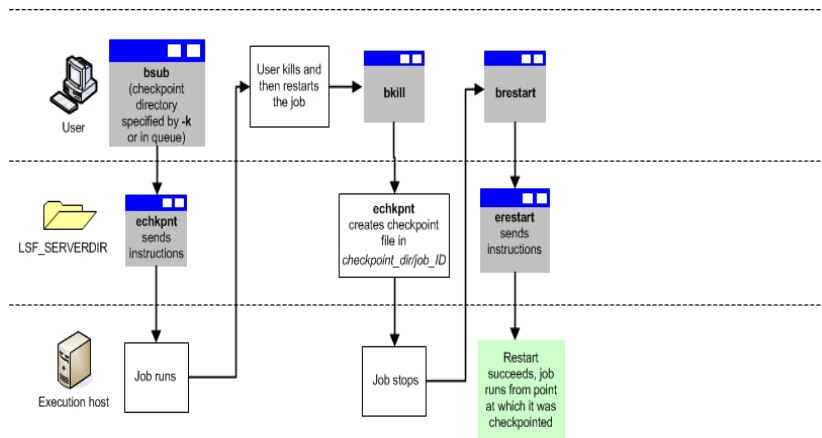 User
bsub
(checkpoint
directory
specified by -k
or in queue)
User kills and
then restarts
the job
bkill
brestart
LSF_SERVERDIR
echkpnt
sends
instructions
echkpnt
creates checkpoint
file in
checkpoint_dir/job_ID
erestart
sends
instructions
Execution host
Job runs
Job stops
Restart
succeeds, job
runs from point
at which it was
checkpointed